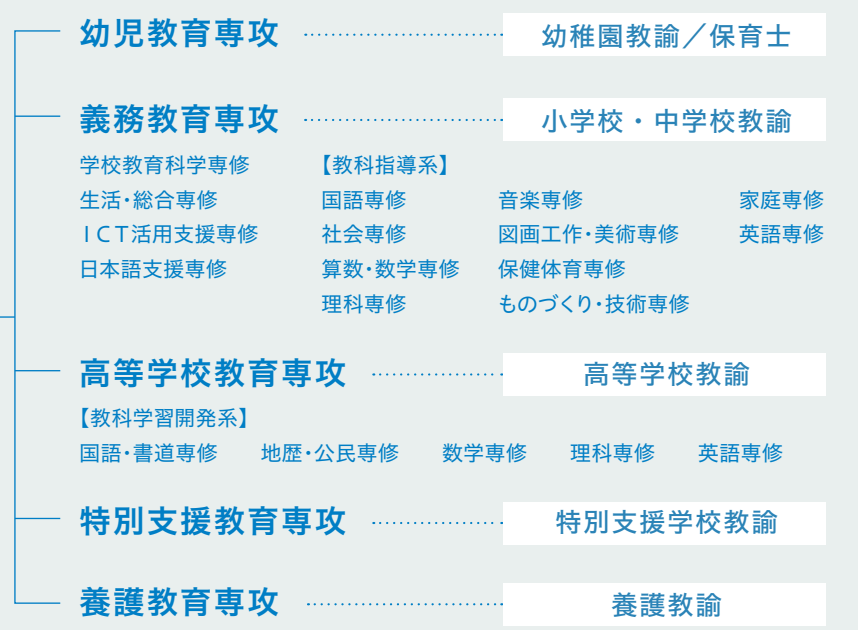 幼児教育専攻 幼稚園教諭／保育士
義務教育専攻 小学校・中学校教諭
学校教育科学専修 【教科指導系】
生活・総合専修 国語専修 音楽専修 家庭専修
ICT活用支援専修 社会専修 図画工作・美術専修 英語専修
日本語支援専修 算数・数学専修 保健体育専修
理科専修 ものづくり・技術専修
高等学校教育専攻 高等学校教諭
【教科学習開発系】
国語・書道専修 地歴・公民専修 数学専修 理科専修 英語専修
特別支援教育専攻 特別支援学校教諭
養護教育専攻 養護教諭